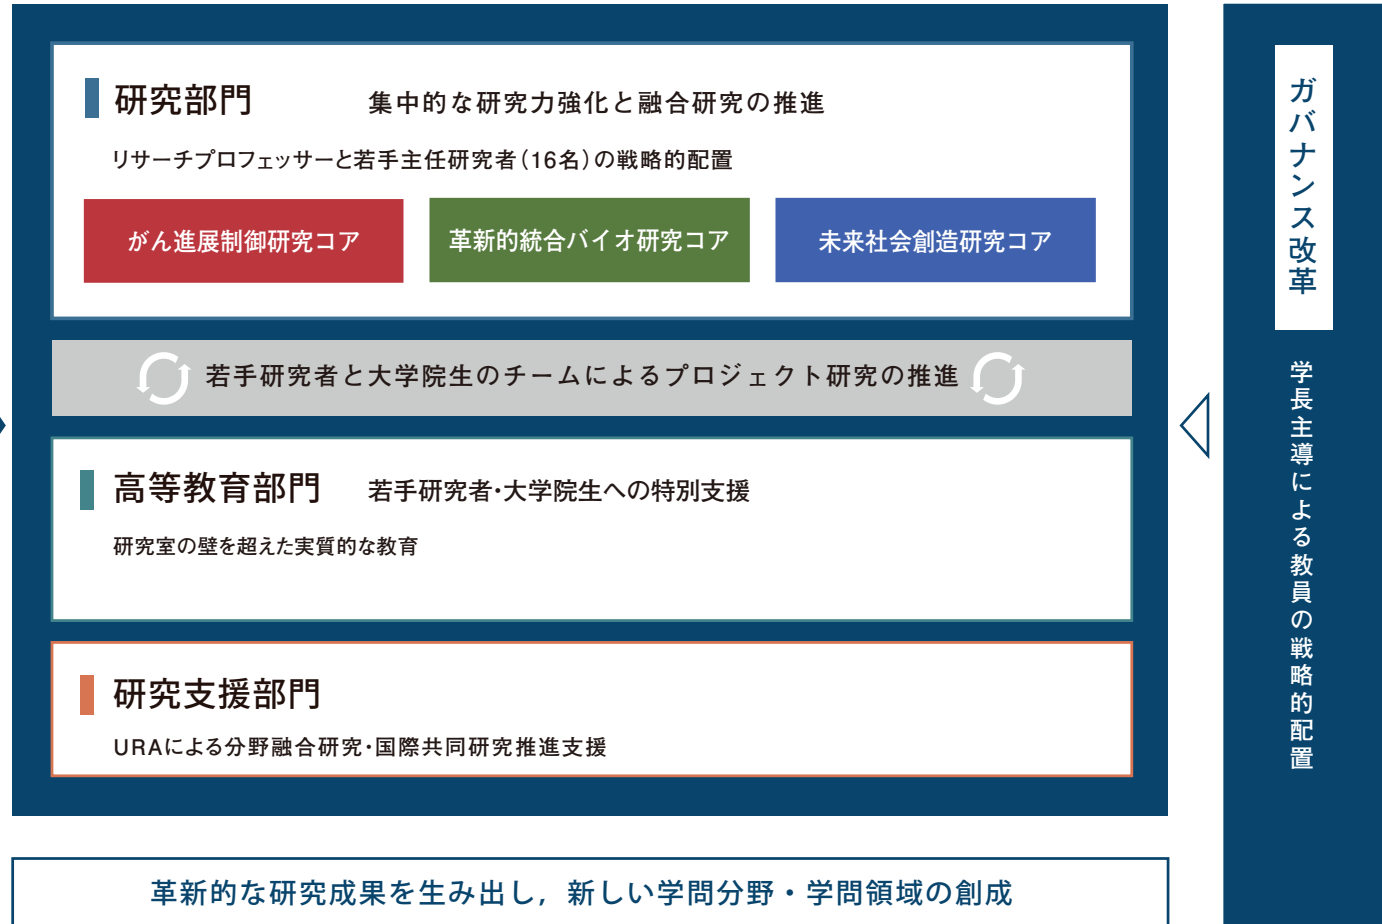 研究部門
集中的な研究力強化と融合研究の推進
リサーチプロフェッサーと若手主任研究者（16名）の戦略的配置
がん進展制御研究コア
革新的統合バイオ研究コア
未来社会創造研究コア
若手研究者と大学院生のチームによるプロジェクト研究の推進
高等教育部門
若手研究者・大学院生への特別支援
研究室の壁を超えた実質的な教育
研究支援部門
URAによる分野融合研究・国際共同研究推進支援
革新的な研究成果を生み出し，新しい学問分野・学問領域の創成
ガバナンス改革
学長主導による教員の戦略的配置